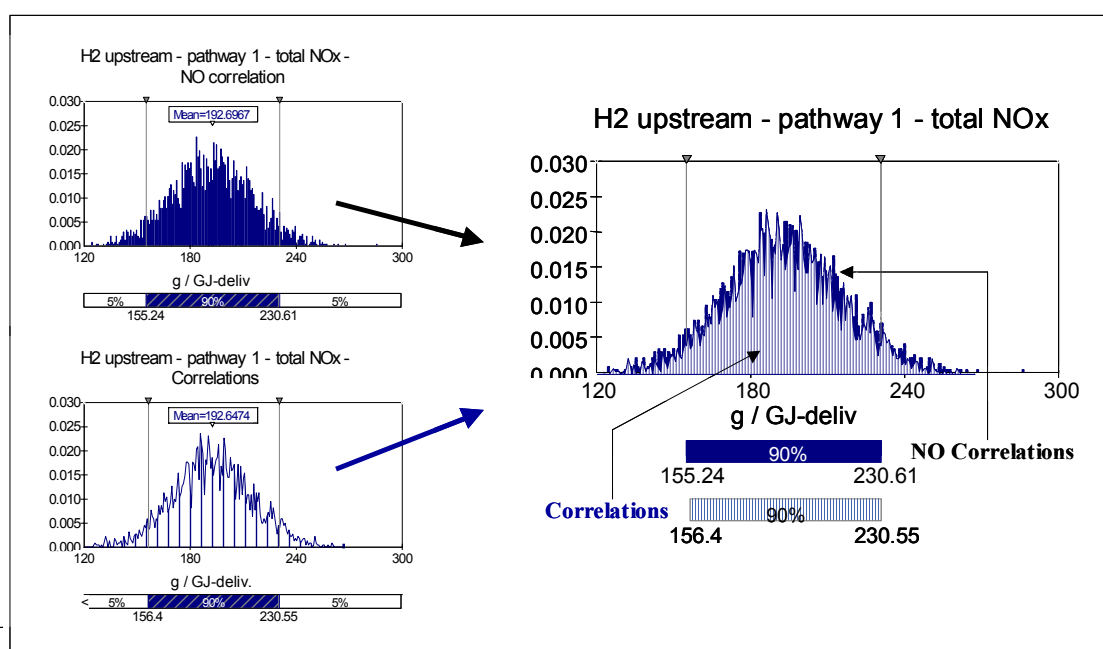 H2 upstream - pathway 1 - total NOx -
NO correlation
0.030
Mean=192.6967
0.025
0.020
0.015
0.010
0.005
0.000
120 180 240 300
g / GJ-deliv
5% 90% 5%
155.24 230.61
H2 upstream - pathway 1 - total NOx -
Correlations
0.030
Mean=192.6474
0.025
0.020
0.015
0.010
0.005
0.000
120 180 240 300
g / GJ-deliv.
< 5% 90% 5%
156.4 230.55
H2 upstream - pathway 1 - total NOx
0.030
0.025
0.020
0.015
0.010
0.005
0.000
120 180 240 300
g / GJ-deliv
90% NO Correlations
155.24 230.61
Correlations 90%
156.4 230.55